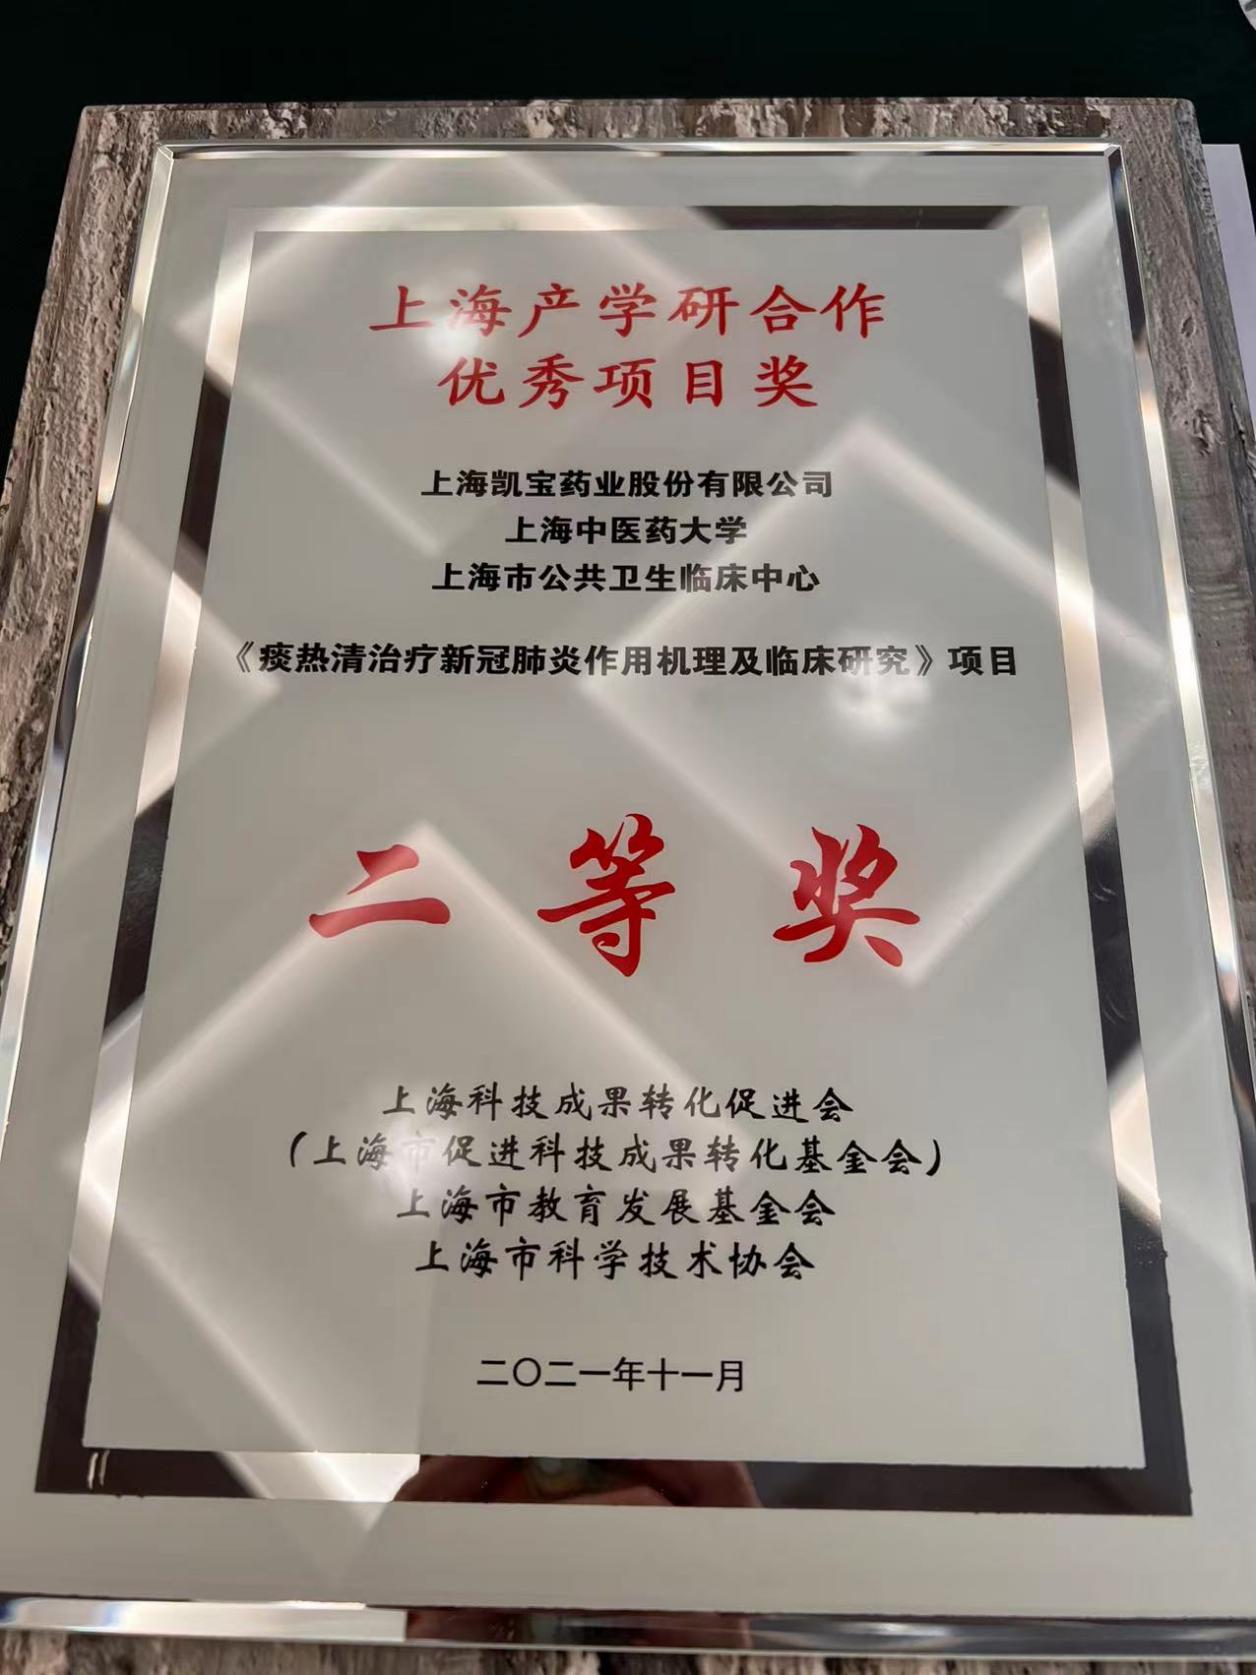 上海产学研合作
优秀项目奖
上海凯宝药业股份有限公司
上海中医药大学
上海市公共卫生临床中心
《痰热清治疗新冠肺炎作用机理及临床研究》项目
二等奖
上海科技成果转化促进会
（上海市促进科技成果转化基金会）
上海市教育发展基金会
上海市科学技术协会
二〇二一年十一月